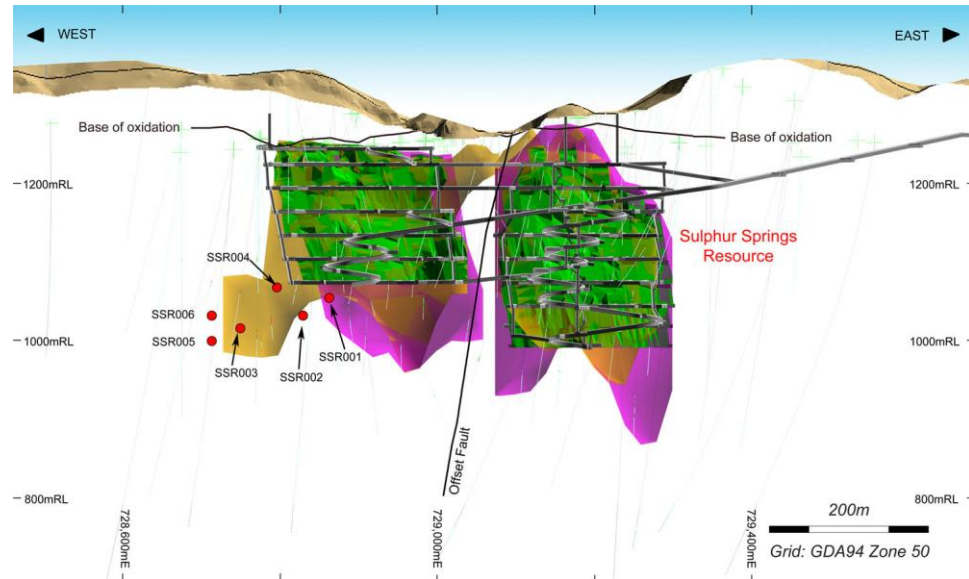 WEST
EAST
Base of oxidation
Base of oxidation
1200mRL
1200mRL
Sulphur Springs
Resource
SSR004
SSR006
SSR005
SSR003
SSR002
SSR001
1000mRL
1000mRL
Offset Fault
800mRL
800mRL
728,600mE
729,000mE
729,400mE
200m
Grid: GDA94 Zone 50